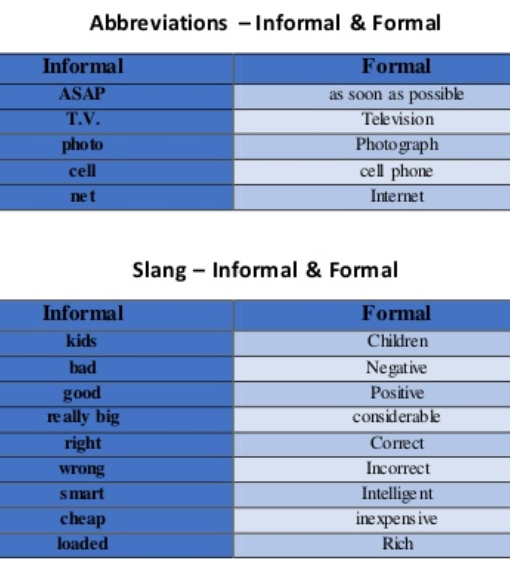 Abbreviations – Informal & Formal
Informal Formal
ASAP as soon as possible
T.V. Television
photo Photograph
cell cell phone
net Internet
Slang – Informal & Formal
Informal Formal
kids Children
bad Negative
good Positive
really big considerable
right Correct
wrong Incorrect
smart Intelligent
cheap inexpensive
loaded Rich